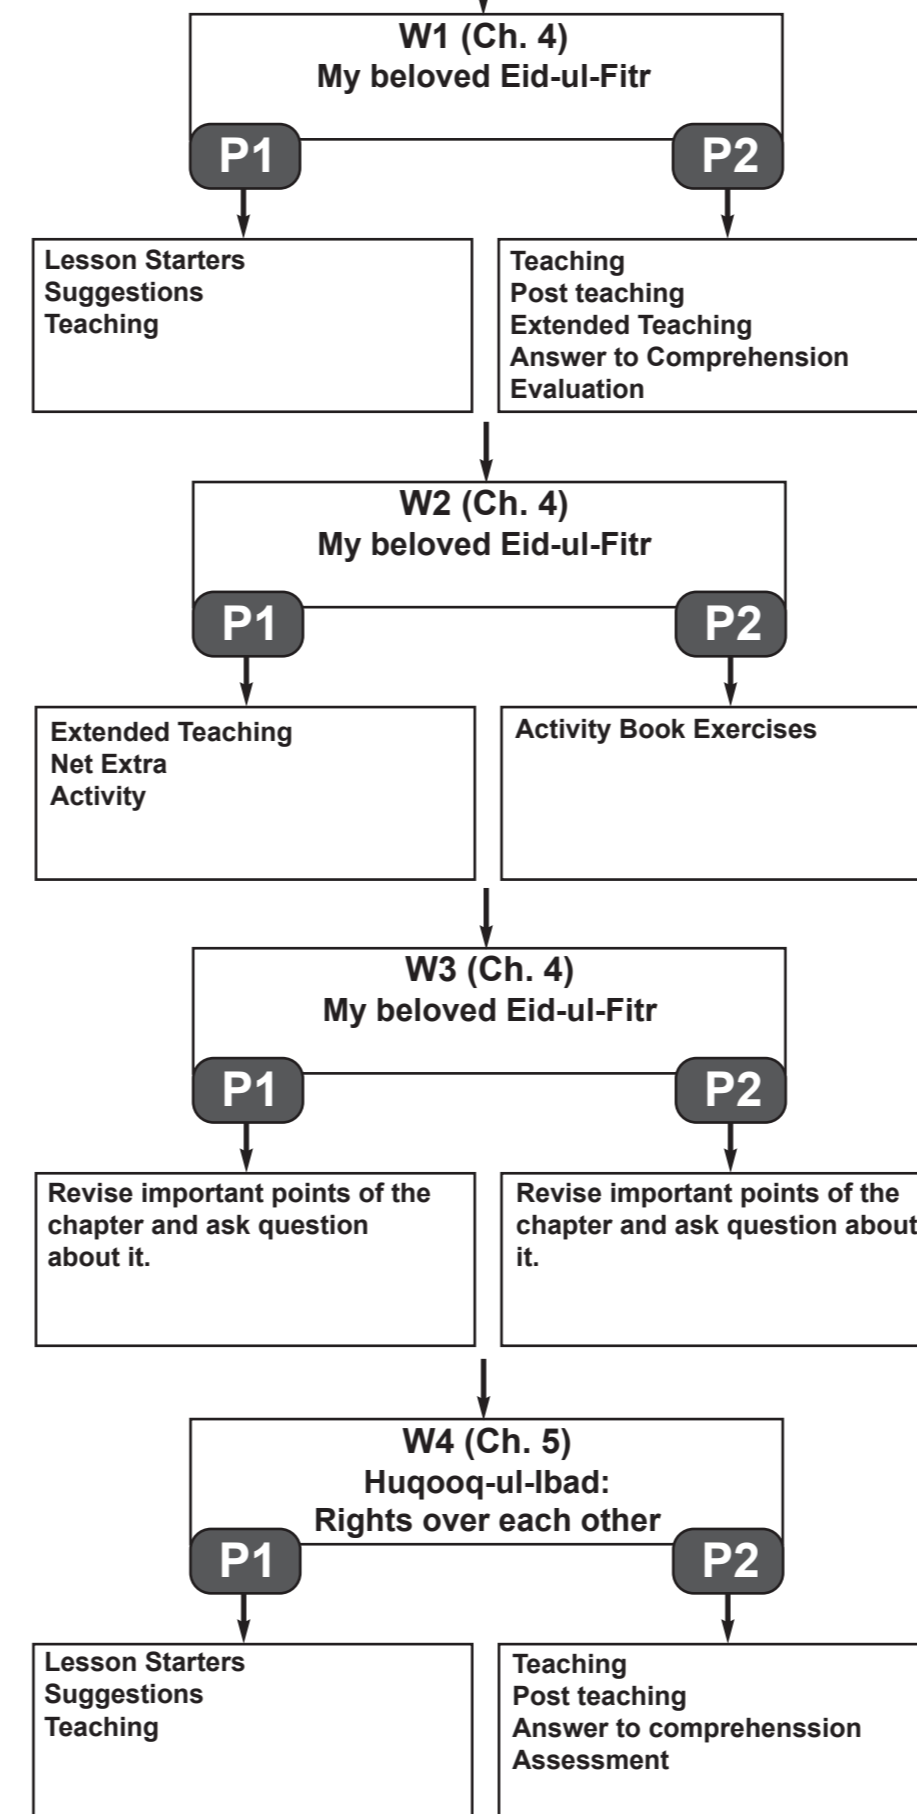 W1 (Ch. 4)
My beloved Eid-ul-Fitr
P1
P2
Lesson Starters
Suggestions
Teaching
Teaching
Post teaching
Extended Teaching
Answer to Comprehension
Evaluation
W2 (Ch. 4)
My beloved Eid-ul-Fitr
P1
P2
Extended Teaching
Net Extra
Activity
Activity Book Exercises
W3 (Ch. 4)
My beloved Eid-ul-Fitr
P1
P2
Revise important points of the
chapter and ask question
about it.
Revise important points of the
chapter and ask question about
it.
W4 (Ch. 5)
Huqooq-ul-Ibad:
Rights over each other
P1
P2
Lesson Starters
Suggestions
Teaching
Teaching
Post teaching
Answer to comprehenssion
Assessment